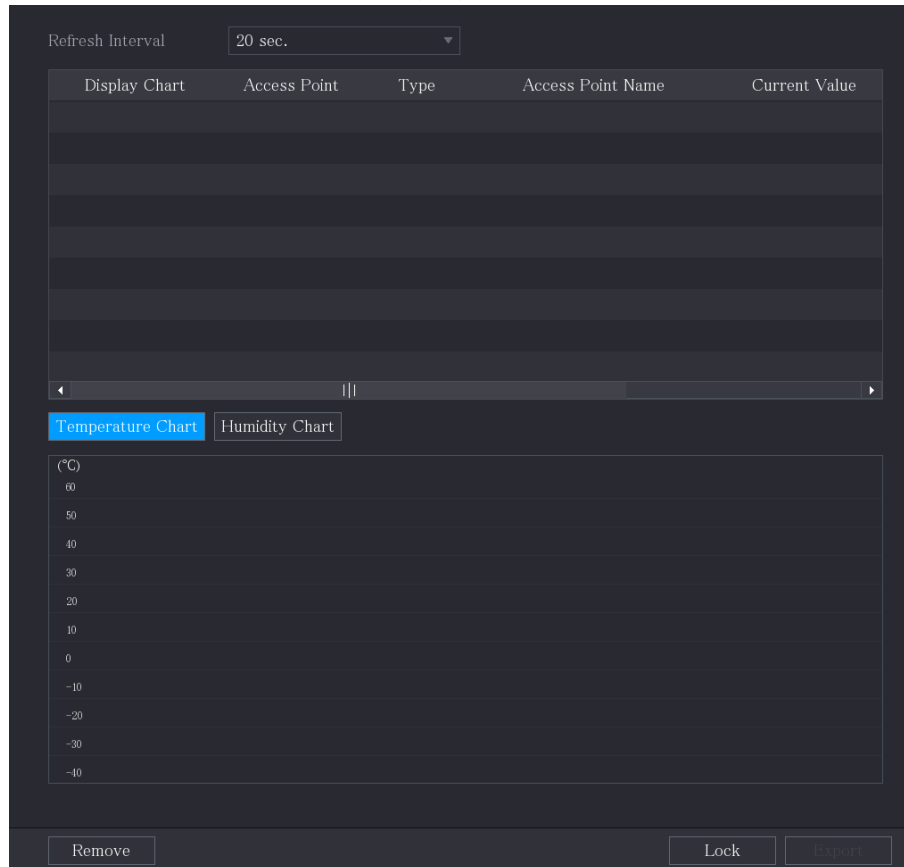 Refresh Interval 20 sec.
Display Chart Access Point Type Access Point Name Current Value
Temperature Chart Humidity Chart
(°C)
60
50
40
30
20
10
0
-10
-20
-30
-40
Remove Lock Export